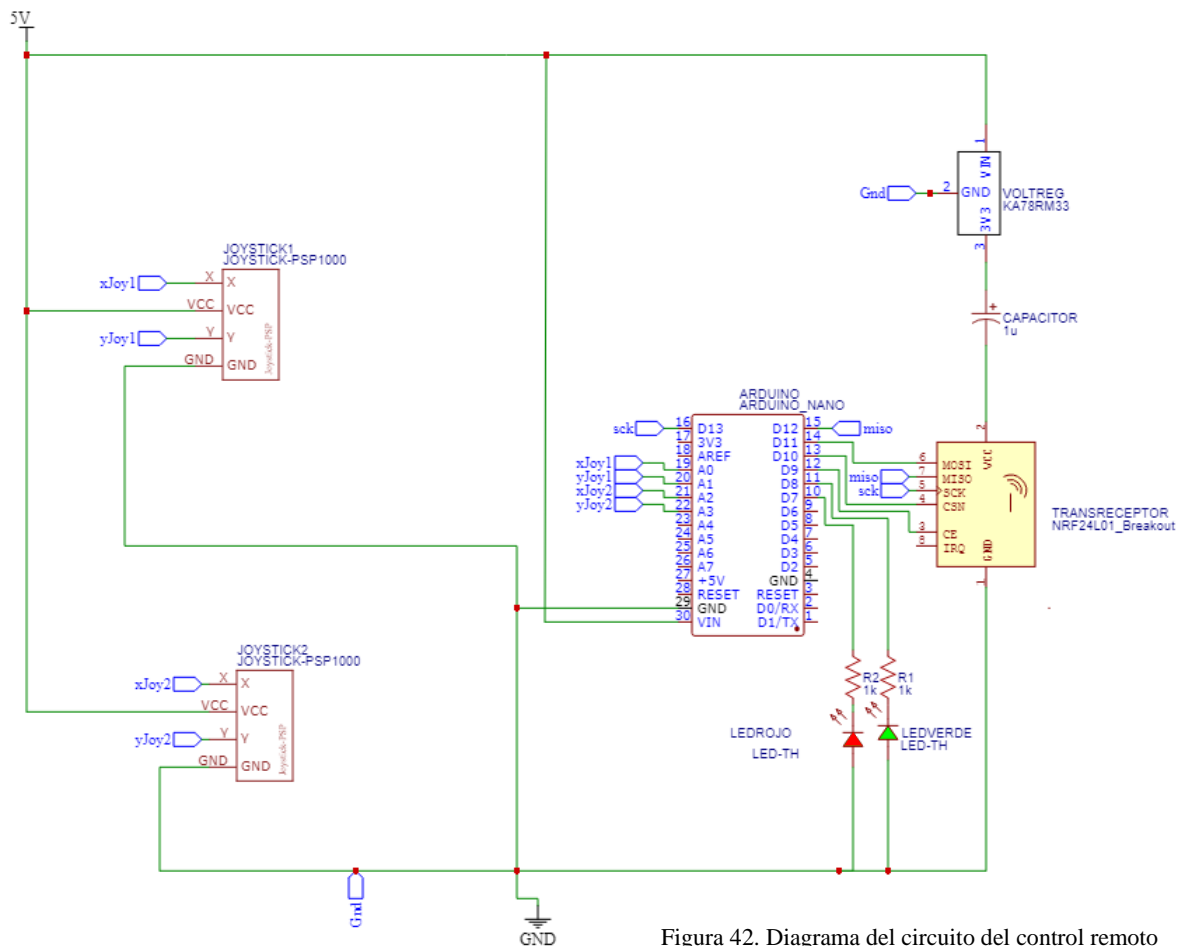 5V
1
VIN
Gnd
2
GND
VOLTREG
KA78RM33
3V3
3
JOYSTICK1
JOYSTICK-PSP1000
xJoy1
X
X
VCC
VCC
yJoy1
Y
Y
GND
GND
Joystick-PSP
+
CAPACITOR
1u
ARDUINO
ARDUINO_NANO
sck
16
D13
D12
15
miso
17
3V3
D11
14
18
AREF
D10
13
xJoy1
19
A0
D9
12
yJoy1
20
A1
D8
11
xJoy2
21
A2
D7
10
yJoy2
22
A3
D6
9
23
A4
D5
8
24
A5
D4
7
25
A6
D3
6
26
A7
D2
5
27
+5V
GND
4
28
RESET
RESET
3
29
GND
D0/RX
2
30
VIN
D1/TX
1
2
VCC
6
MOSI
miso
7
MISO
sck
5
SCK
4
CSN
3
CE
8
IRQ
GND
1
TRANSRECEPTOR
NRF24L01_Breakout
JOYSTICK2
JOYSTICK-PSP1000
xJoy2
X
X
VCC
VCC
yJoy2
Y
Y
GND
GND
Joystick-PSP
R2
1k
R1
1k
LEDROJO
LED-TH
LEDVERDE
LED-TH
Gnd
GND
Figura 42. Diagrama del circuito del control remoto